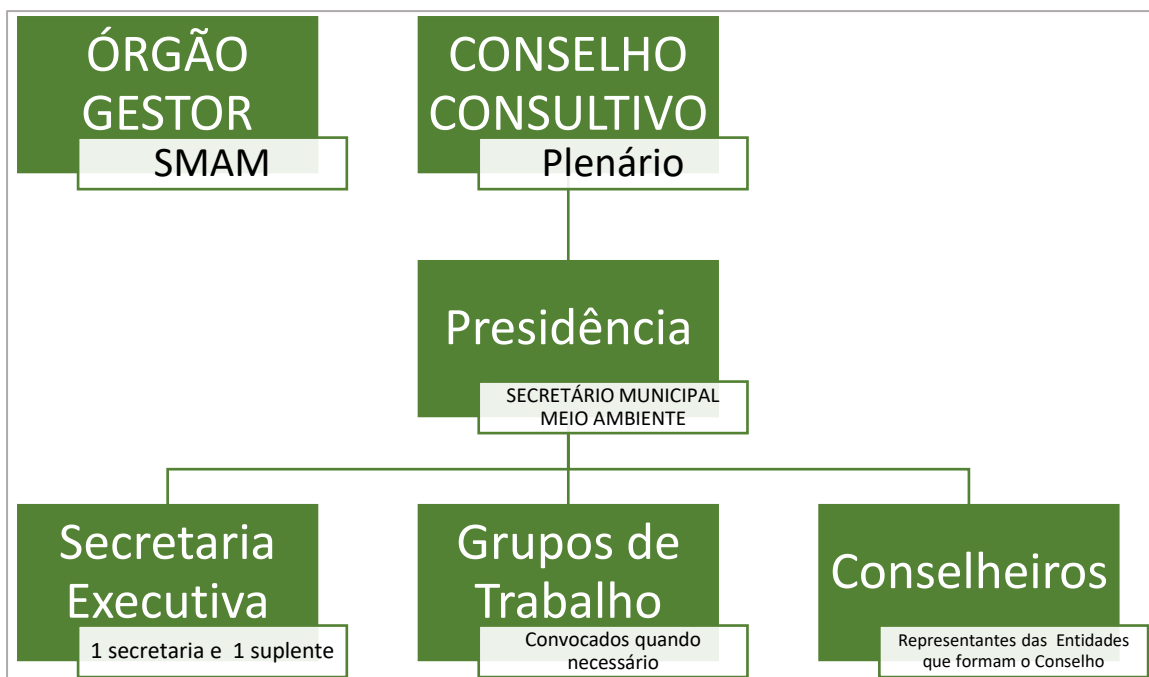 ÓRGÃO
GESTOR
SMAM
CONSELHO
CONSULTIVO
Plenário
Presidência
SECRETÁRIO MUNICIPAL
MEIO AMBIENTE
Secretaria
Executiva
1 secretaria e 1 suplente
Grupos de
Trabalho
Convocados quando
necessário
Conselheiros
Representantes das Entidades
que formam o Conselho